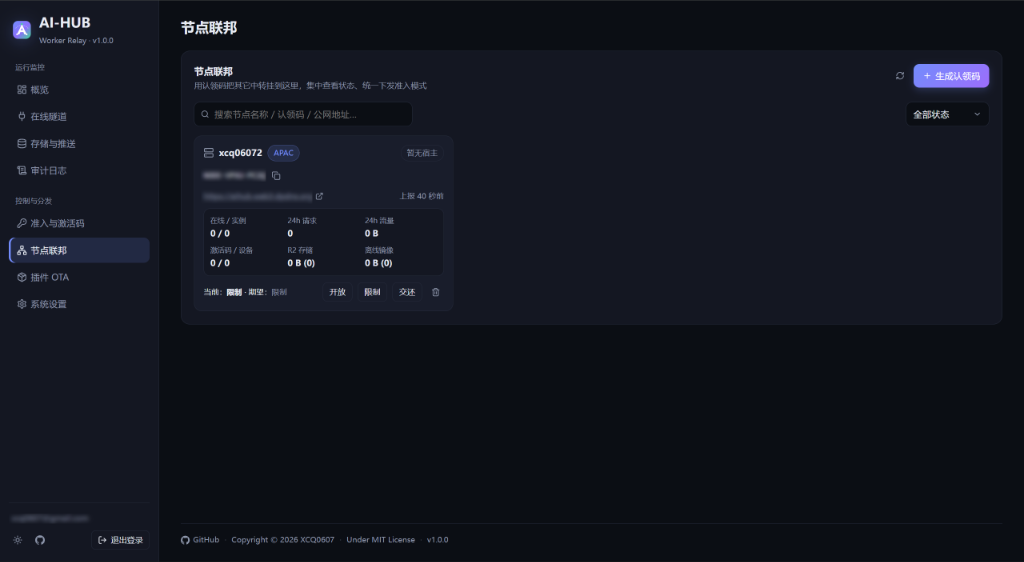 AI-HUB
Worker Relay · v1.0.0
运行监控
概览
在线隧道
存储与推送
审计日志
控制与分发
准入与激活码
节点联邦
插件 OTA
系统设置
退出登录
节点联邦
节点联邦
用认领码把其它中转挂到这里，集中查看状态、统一下发准入模式
+ 生成认领码
搜索节点名称 / 认领码 / 公网地址...
全部状态
xcq06072 APAC 暂无宿主
上报 40 秒前
在线 / 实例 24h 请求 24h 流量
0 / 0 0 0 B
激活码 / 设备 R2 存储 离线镜像
0 / 0 0 B (0) 0 B (0)
当前: 限制 · 期望: 限制 开放 限制 交还
GitHub · Copyright © 2026 XCQ0607 · Under MIT License · v1.0.0